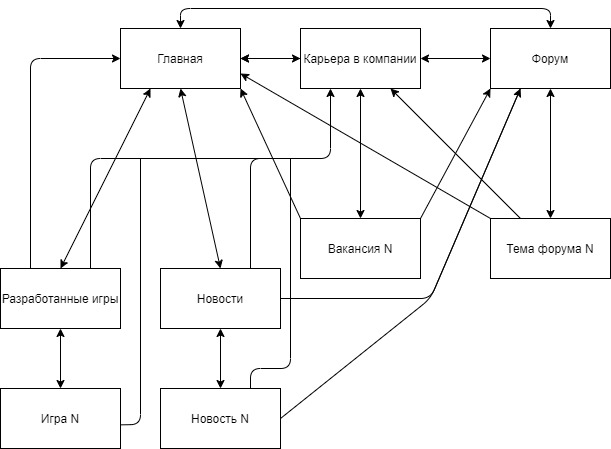 Главная
Карьера в компании
Форум
Вакансия N
Тема форума N
Разработанные игры
Новости
Игра N
Новость N